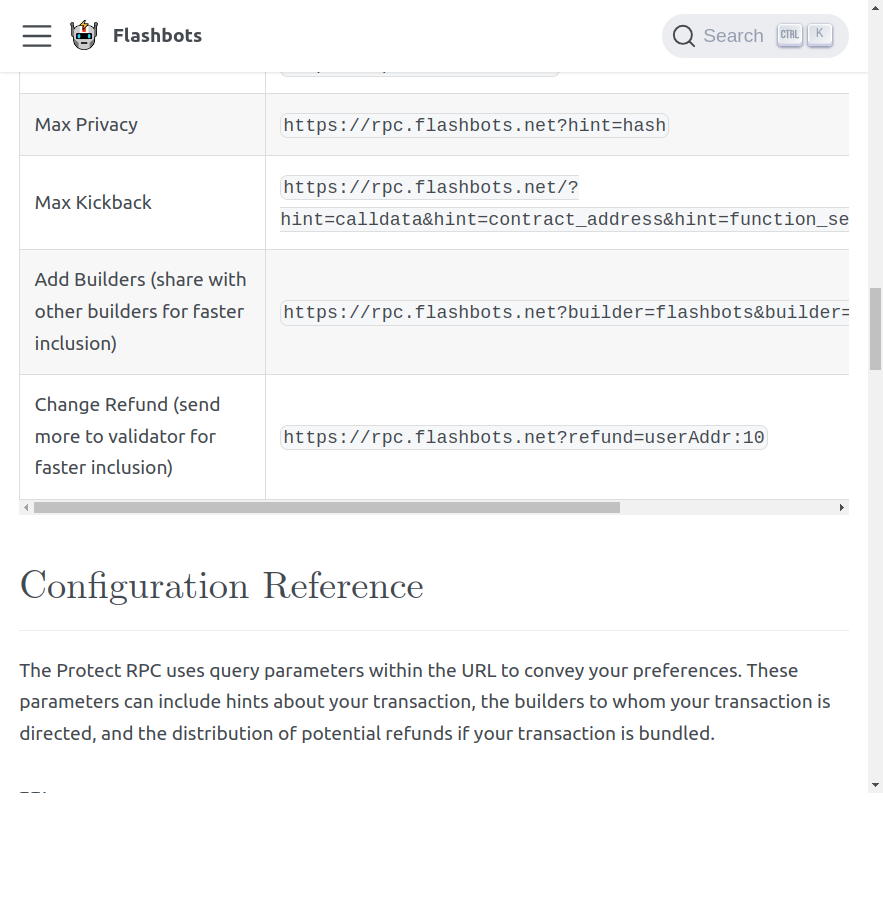 Flashbots
Search CTRL K
Max Privacy
https://rpc.flashbots.net?hint=hash
Max Kickback
https://rpc.flashbots.net/?
hint=calldata&hint=contract_address&hint=function_se
Add Builders (share with
other builders for faster
inclusion)
https://rpc.flashbots.net?builder=flashbots&builder=
Change Refund (send
more to validator for
faster inclusion)
https://rpc.flashbots.net?refund=userAddr:10
Configuration Reference
The Protect RPC uses query parameters within the URL to convey your preferences. These
parameters can include hints about your transaction, the builders to whom your transaction is
directed, and the distribution of potential refunds if your transaction is bundled.